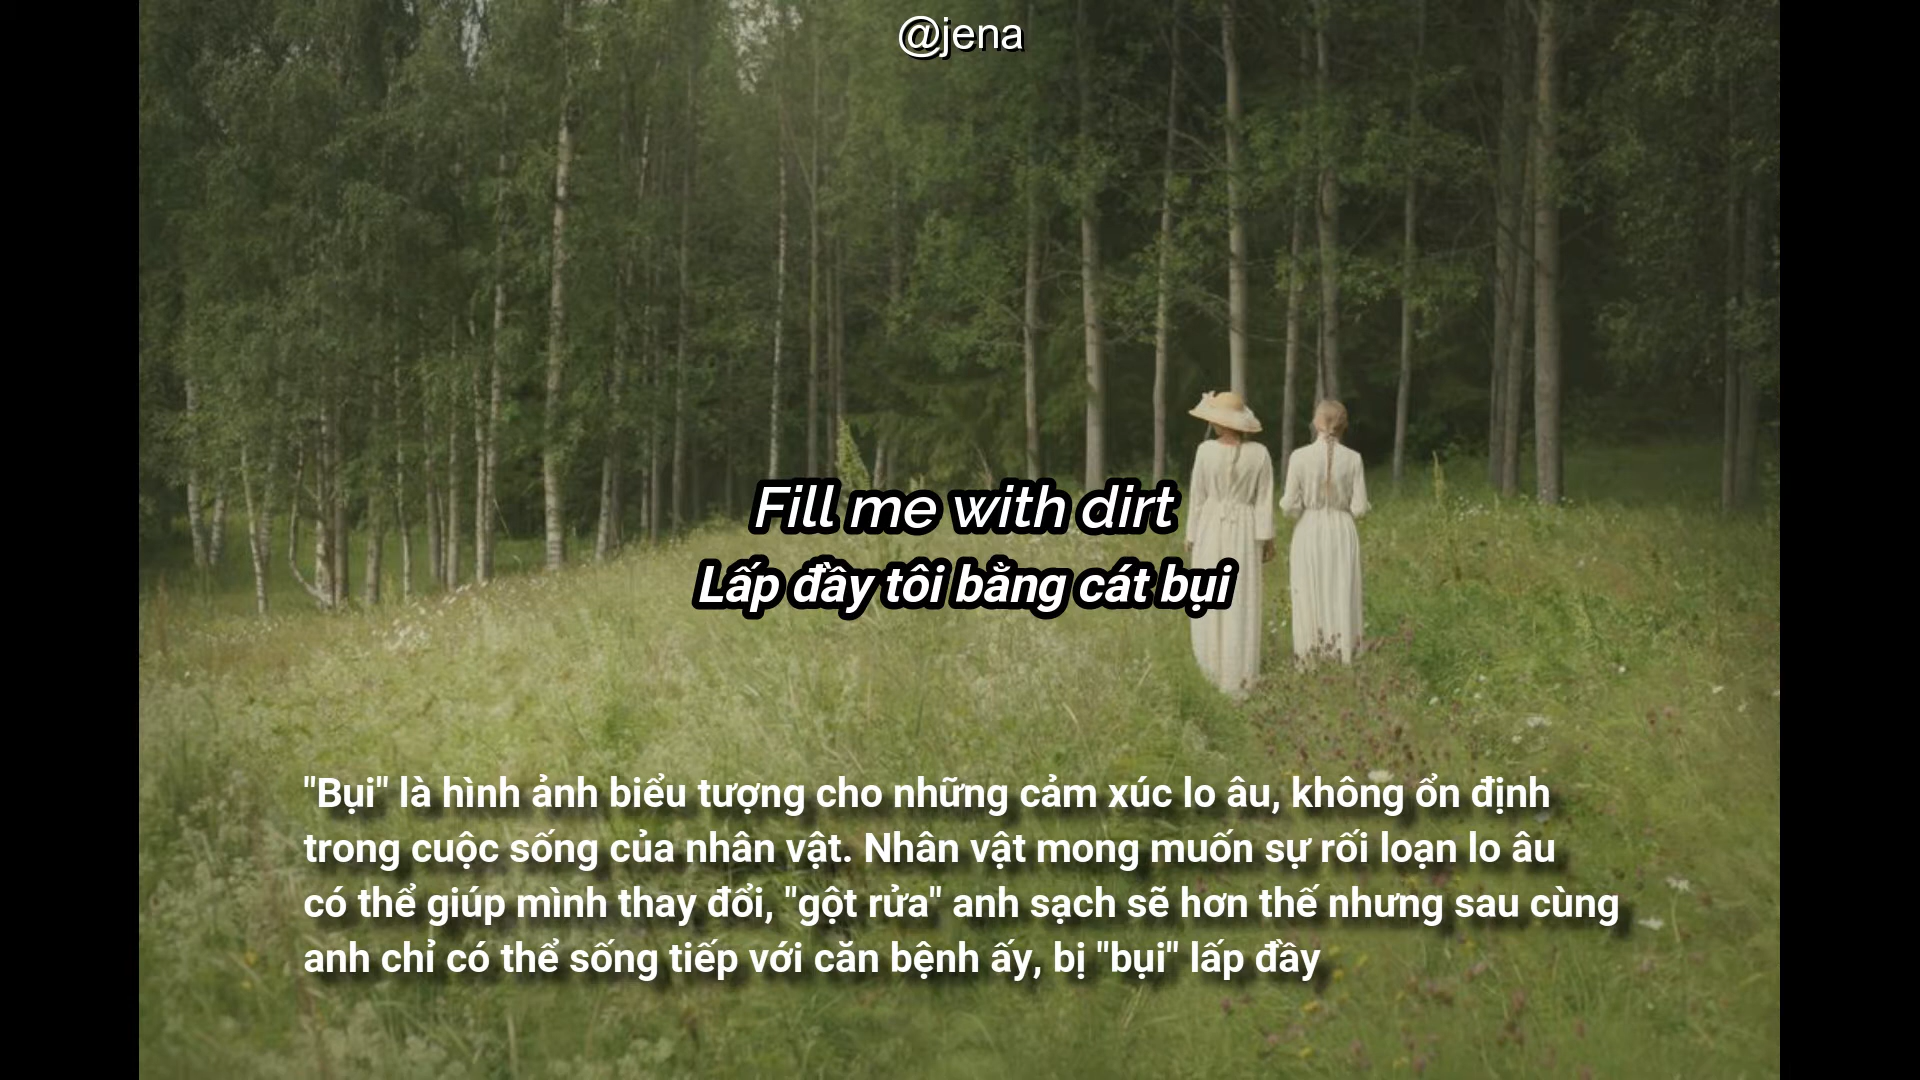 @jena
Fill me with dirt
Lấp đầy tôi bằng cát bụi
"Bụi" là hình ảnh biểu tượng cho những cảm xúc lo âu, không ổn định
trong cuộc sống của nhân vật. Nhân vật mong muốn sự rối loạn lo âu
có thể giúp mình thay đổi, "gột rửa" anh sạch sẽ hơn thế nhưng sau cùng
anh chỉ có thể sống tiếp với căn bệnh ấy, bị "bụi" lấp đầy